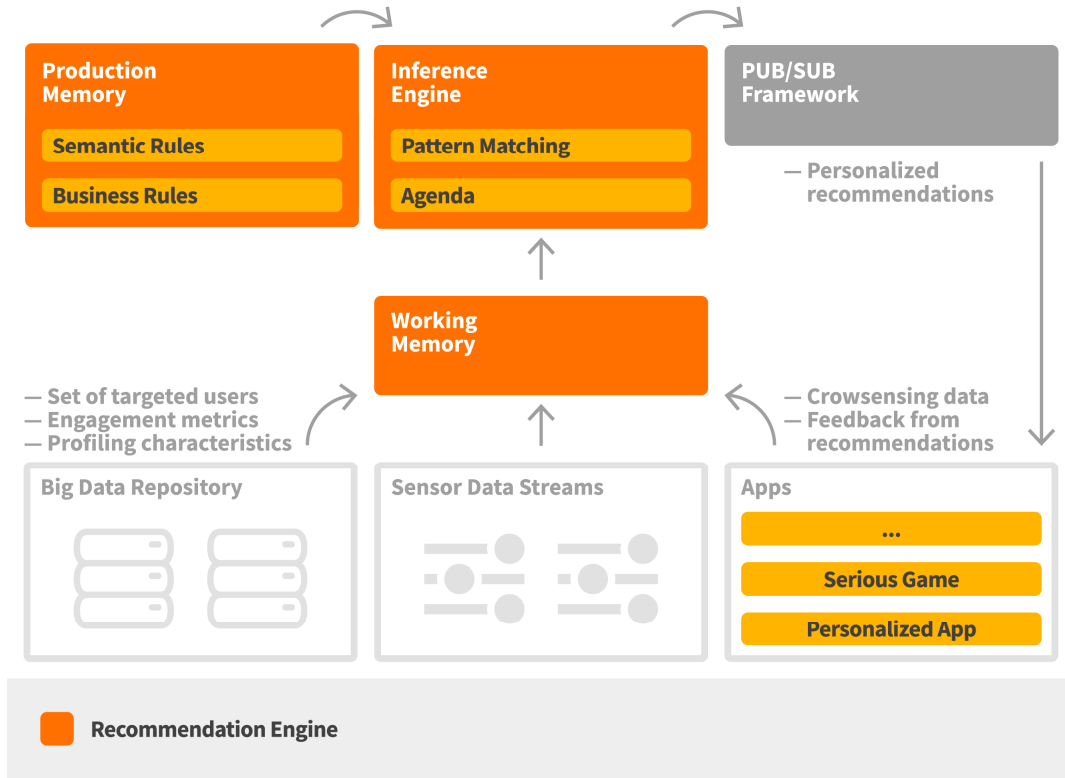 Production
Memory
Semantic Rules
Business Rules
Inference
Engine
Pattern Matching
Agenda
PUB/SUB
Framework
— Personalized
recommendations
Working
Memory
— Set of targeted users
— Engagement metrics
— Profiling characteristics
— Crowsensing data
— Feedback from
recommendations
Big Data Repository
Sensor Data Streams
Apps
...
Serious Game
Personalized App
Recommendation Engine